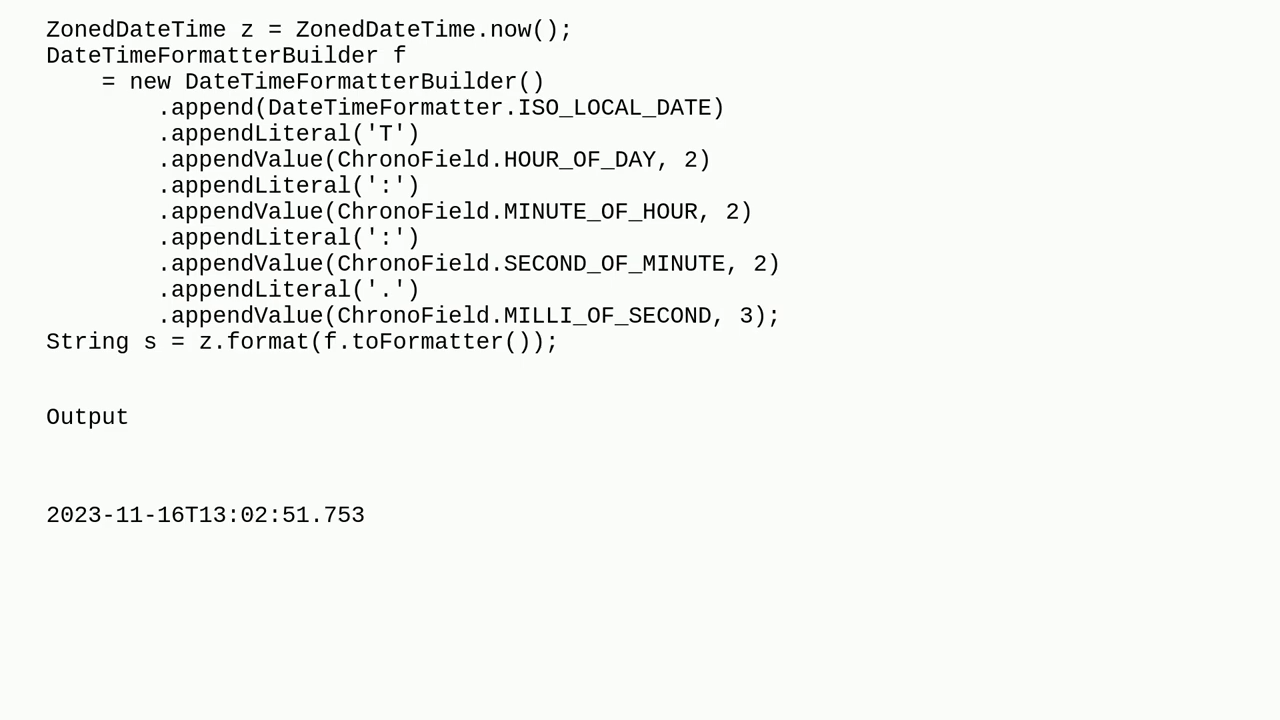 ZonedDateTime z = ZonedDateTime.now();
DateTimeFormatterBuilder f
    = new DateTimeFormatterBuilder()
        .append(DateTimeFormatter.ISO_LOCAL_DATE)
        .appendLiteral('T')
        .appendValue(ChronoField.HOUR_OF_DAY, 2)
        .appendLiteral(':')
        .appendValue(ChronoField.MINUTE_OF_HOUR, 2)
        .appendLiteral(':')
        .appendValue(ChronoField.SECOND_OF_MINUTE, 2)
        .appendLiteral('.')
        .appendValue(ChronoField.MILLI_OF_SECOND, 3);
String s = z.format(f.toFormatter());
Output
2023-11-16T13:02:51.753